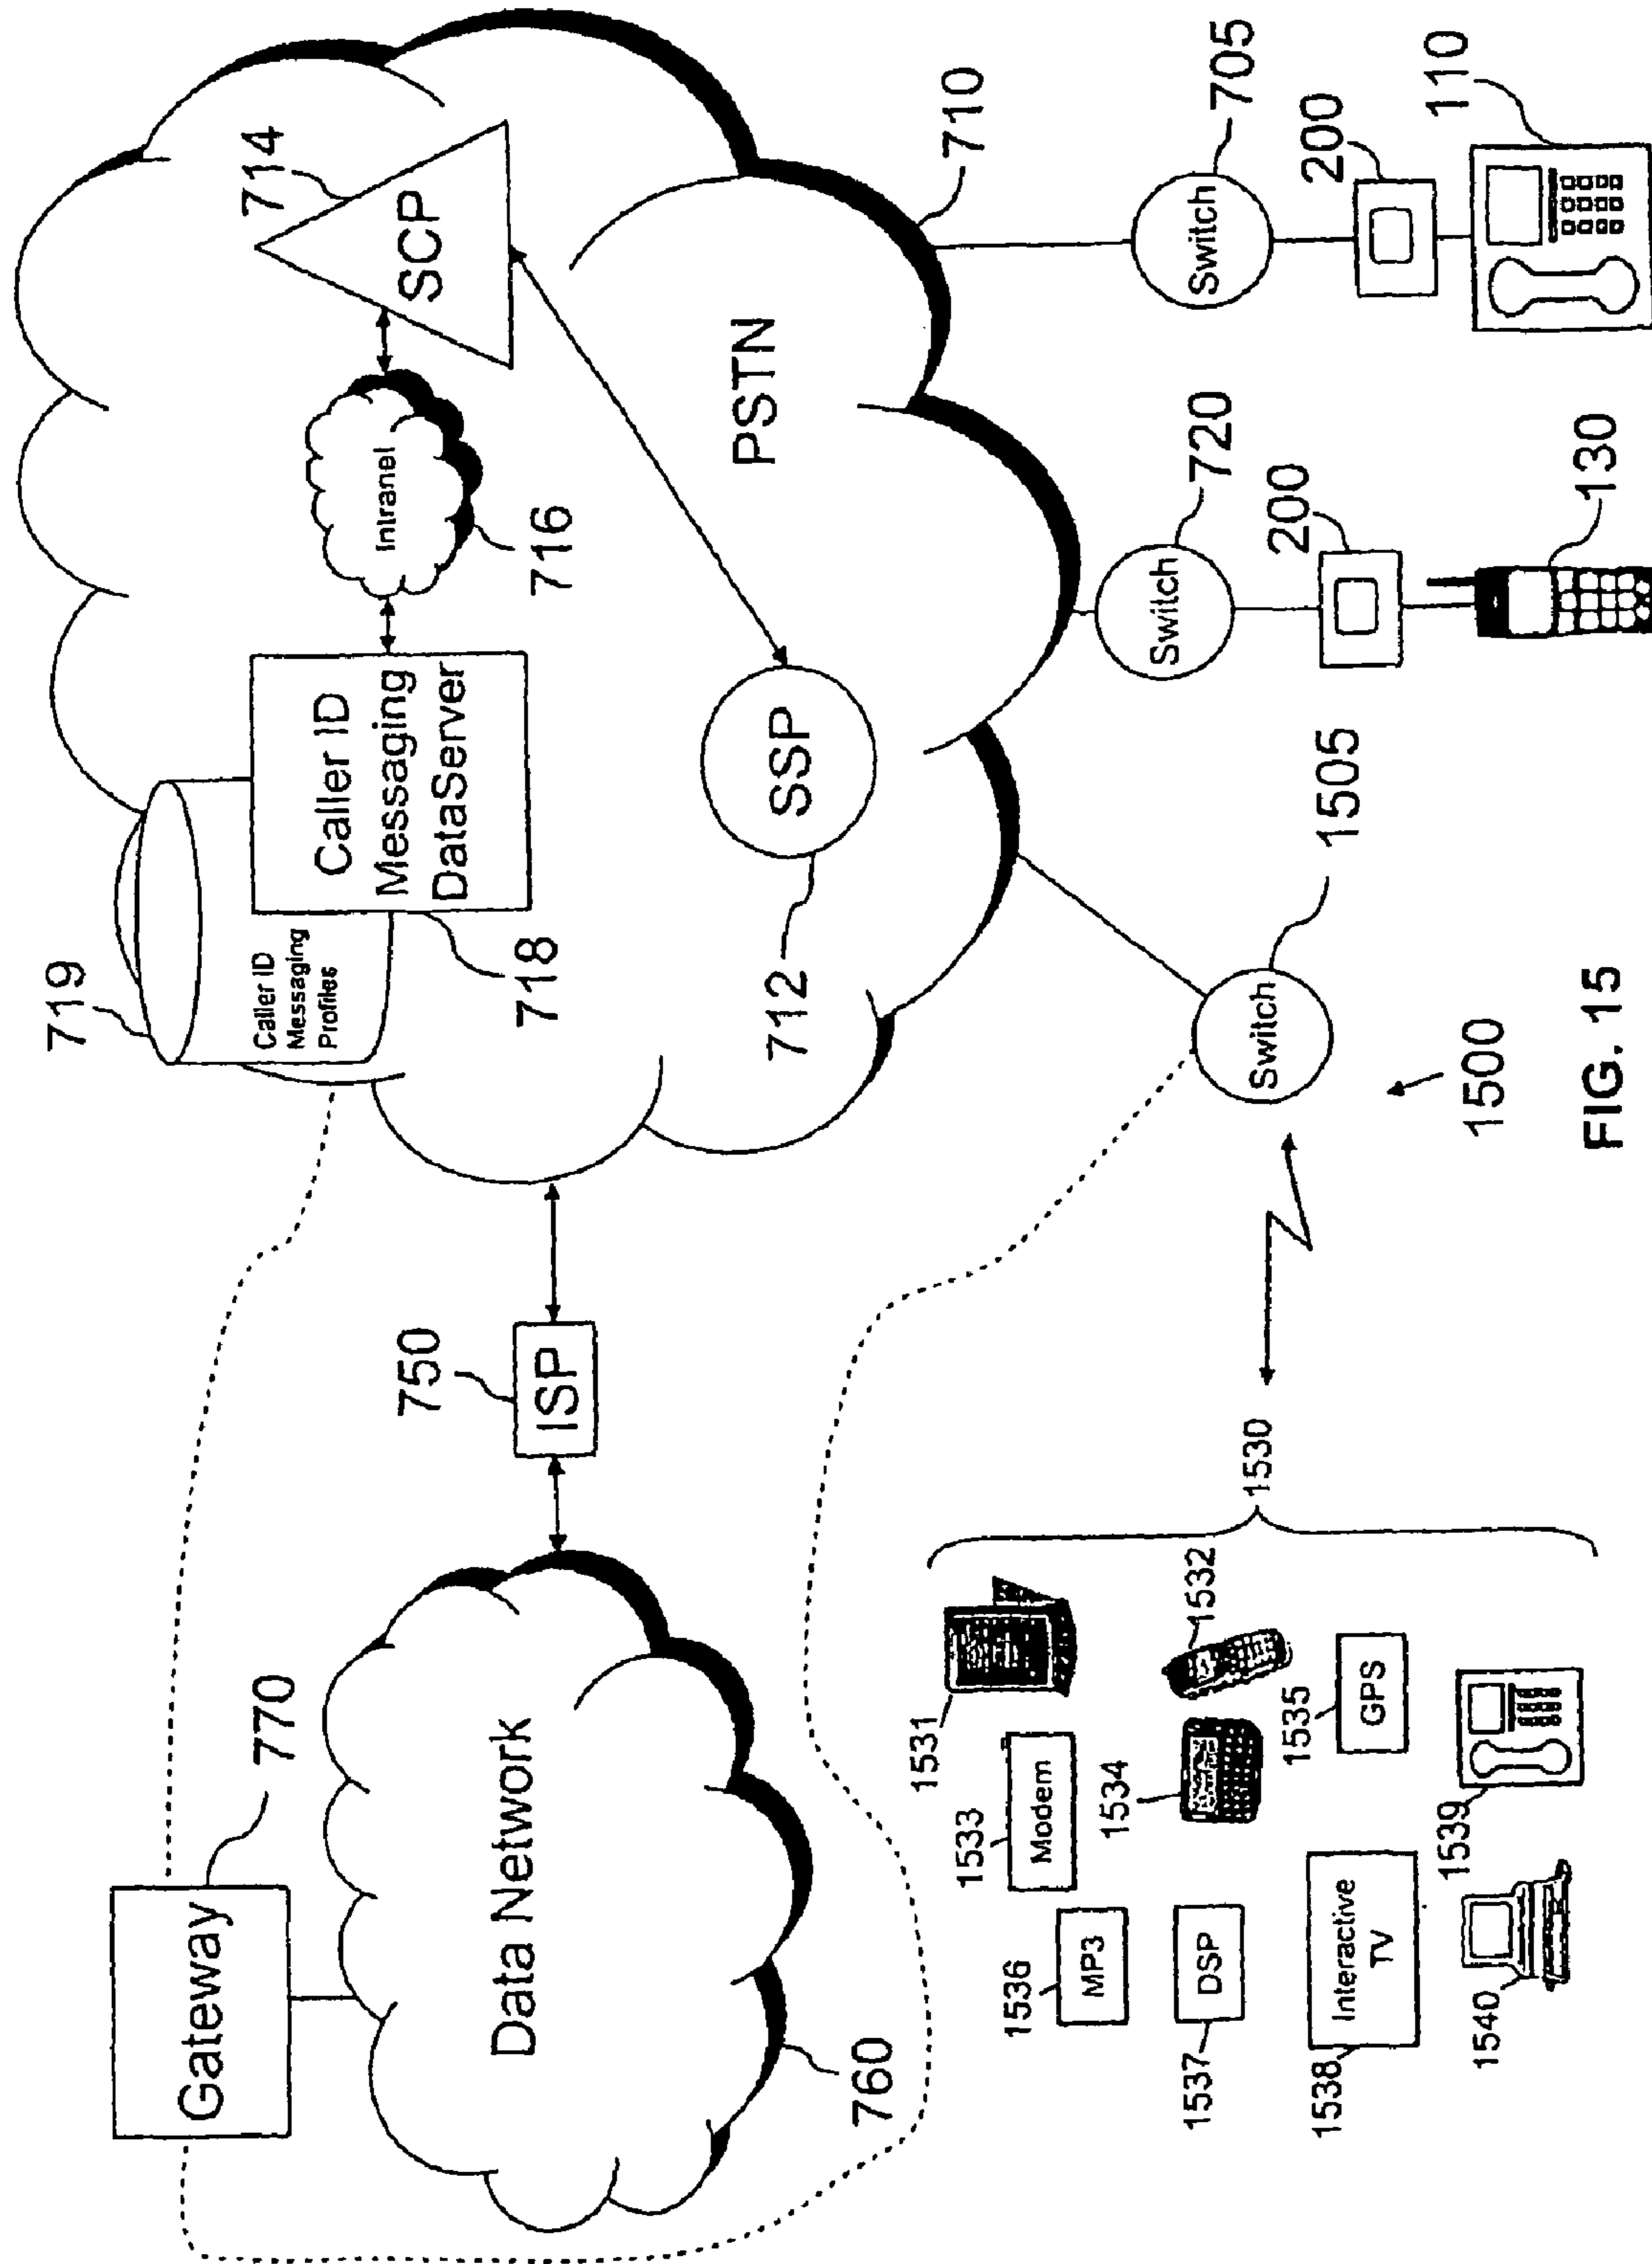 719
Caller ID
Messaging
Profiles
Caller ID
Messaging
DataServer
718
Intranet
716
SCP
714
SSP
712
PSTN
710
Gateway
770
Data Network
760
ISP
750
Switch
1505
Switch
720
Switch
705
200
200
130
110
1500
1530
1531
1532
1533
Modem
1534
1535
GPS
1536
MP3
1537
DSP
1538
Interactive
TV
1539
1540
FIG. 15